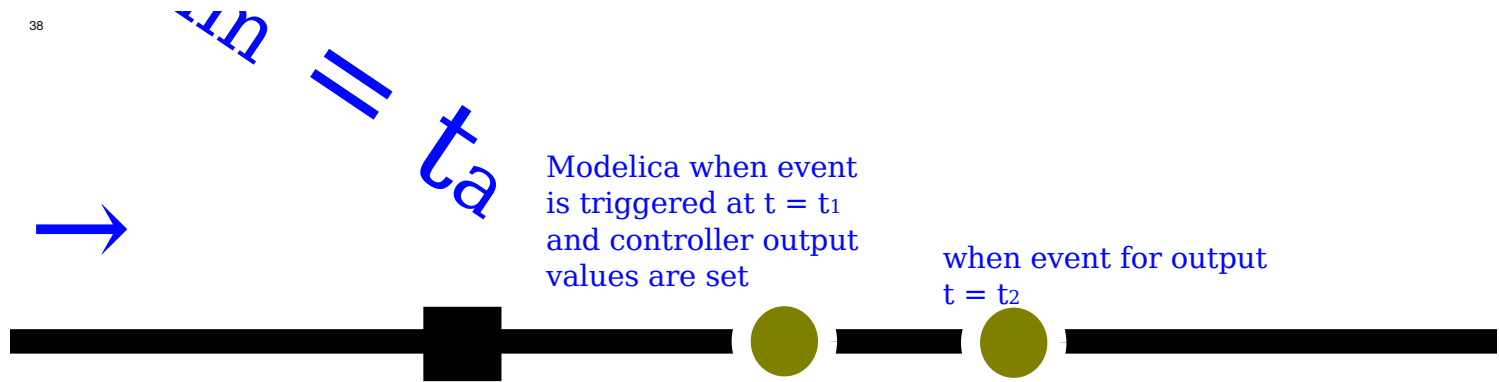 38
= ta
Modelica when event
is triggered at t = t1
and controller output
values are set
→
when event for output
t = t2